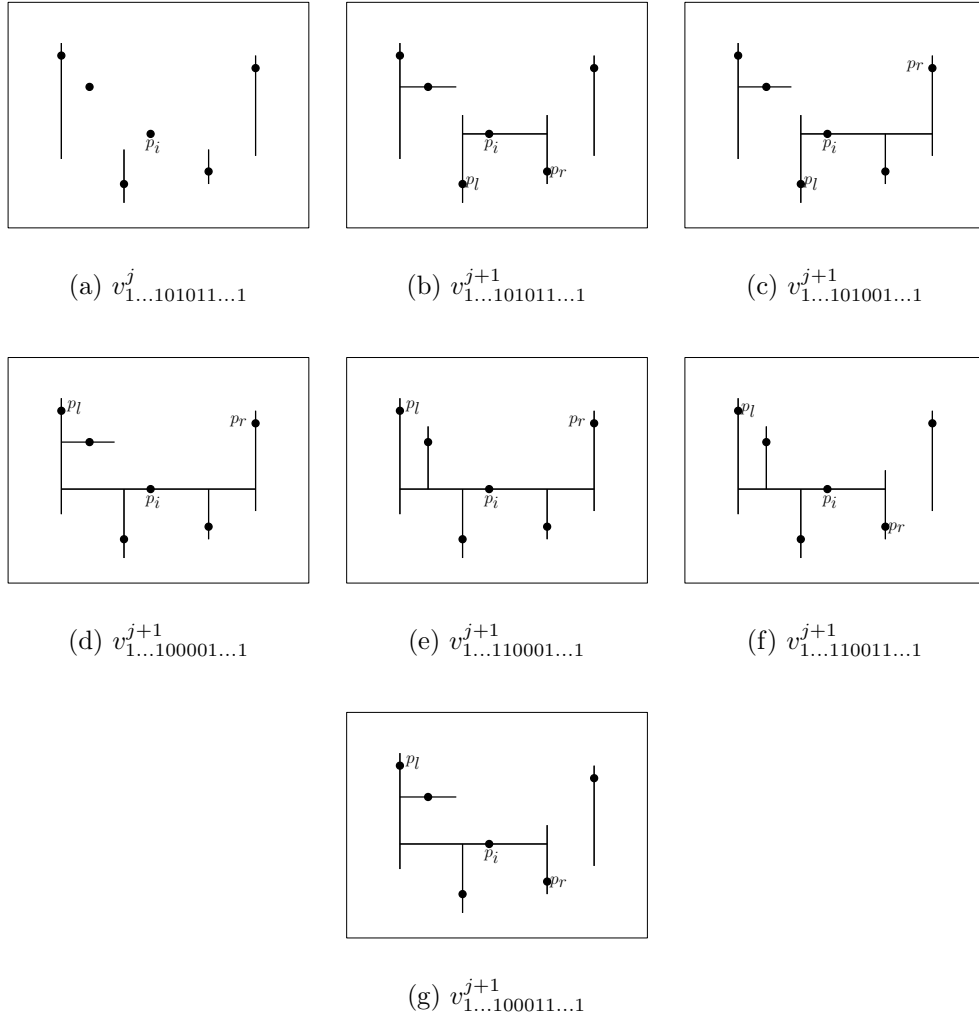 p_i
p_i p_l p_r
p_r p_i p_l
(a) v^j_{1...101011...1} (b) v^{j+1}_{1...101011...1} (c) v^{j+1}_{1...101001...1}
p_l p_r p_i
p_l p_r p_i
p_l p_i p_r
(d) v^{j+1}_{1...100001...1} (e) v^{j+1}_{1...110001...1} (f) v^{j+1}_{1...110011...1}
p_l p_i p_r
(g) v^{j+1}_{1...100011...1}